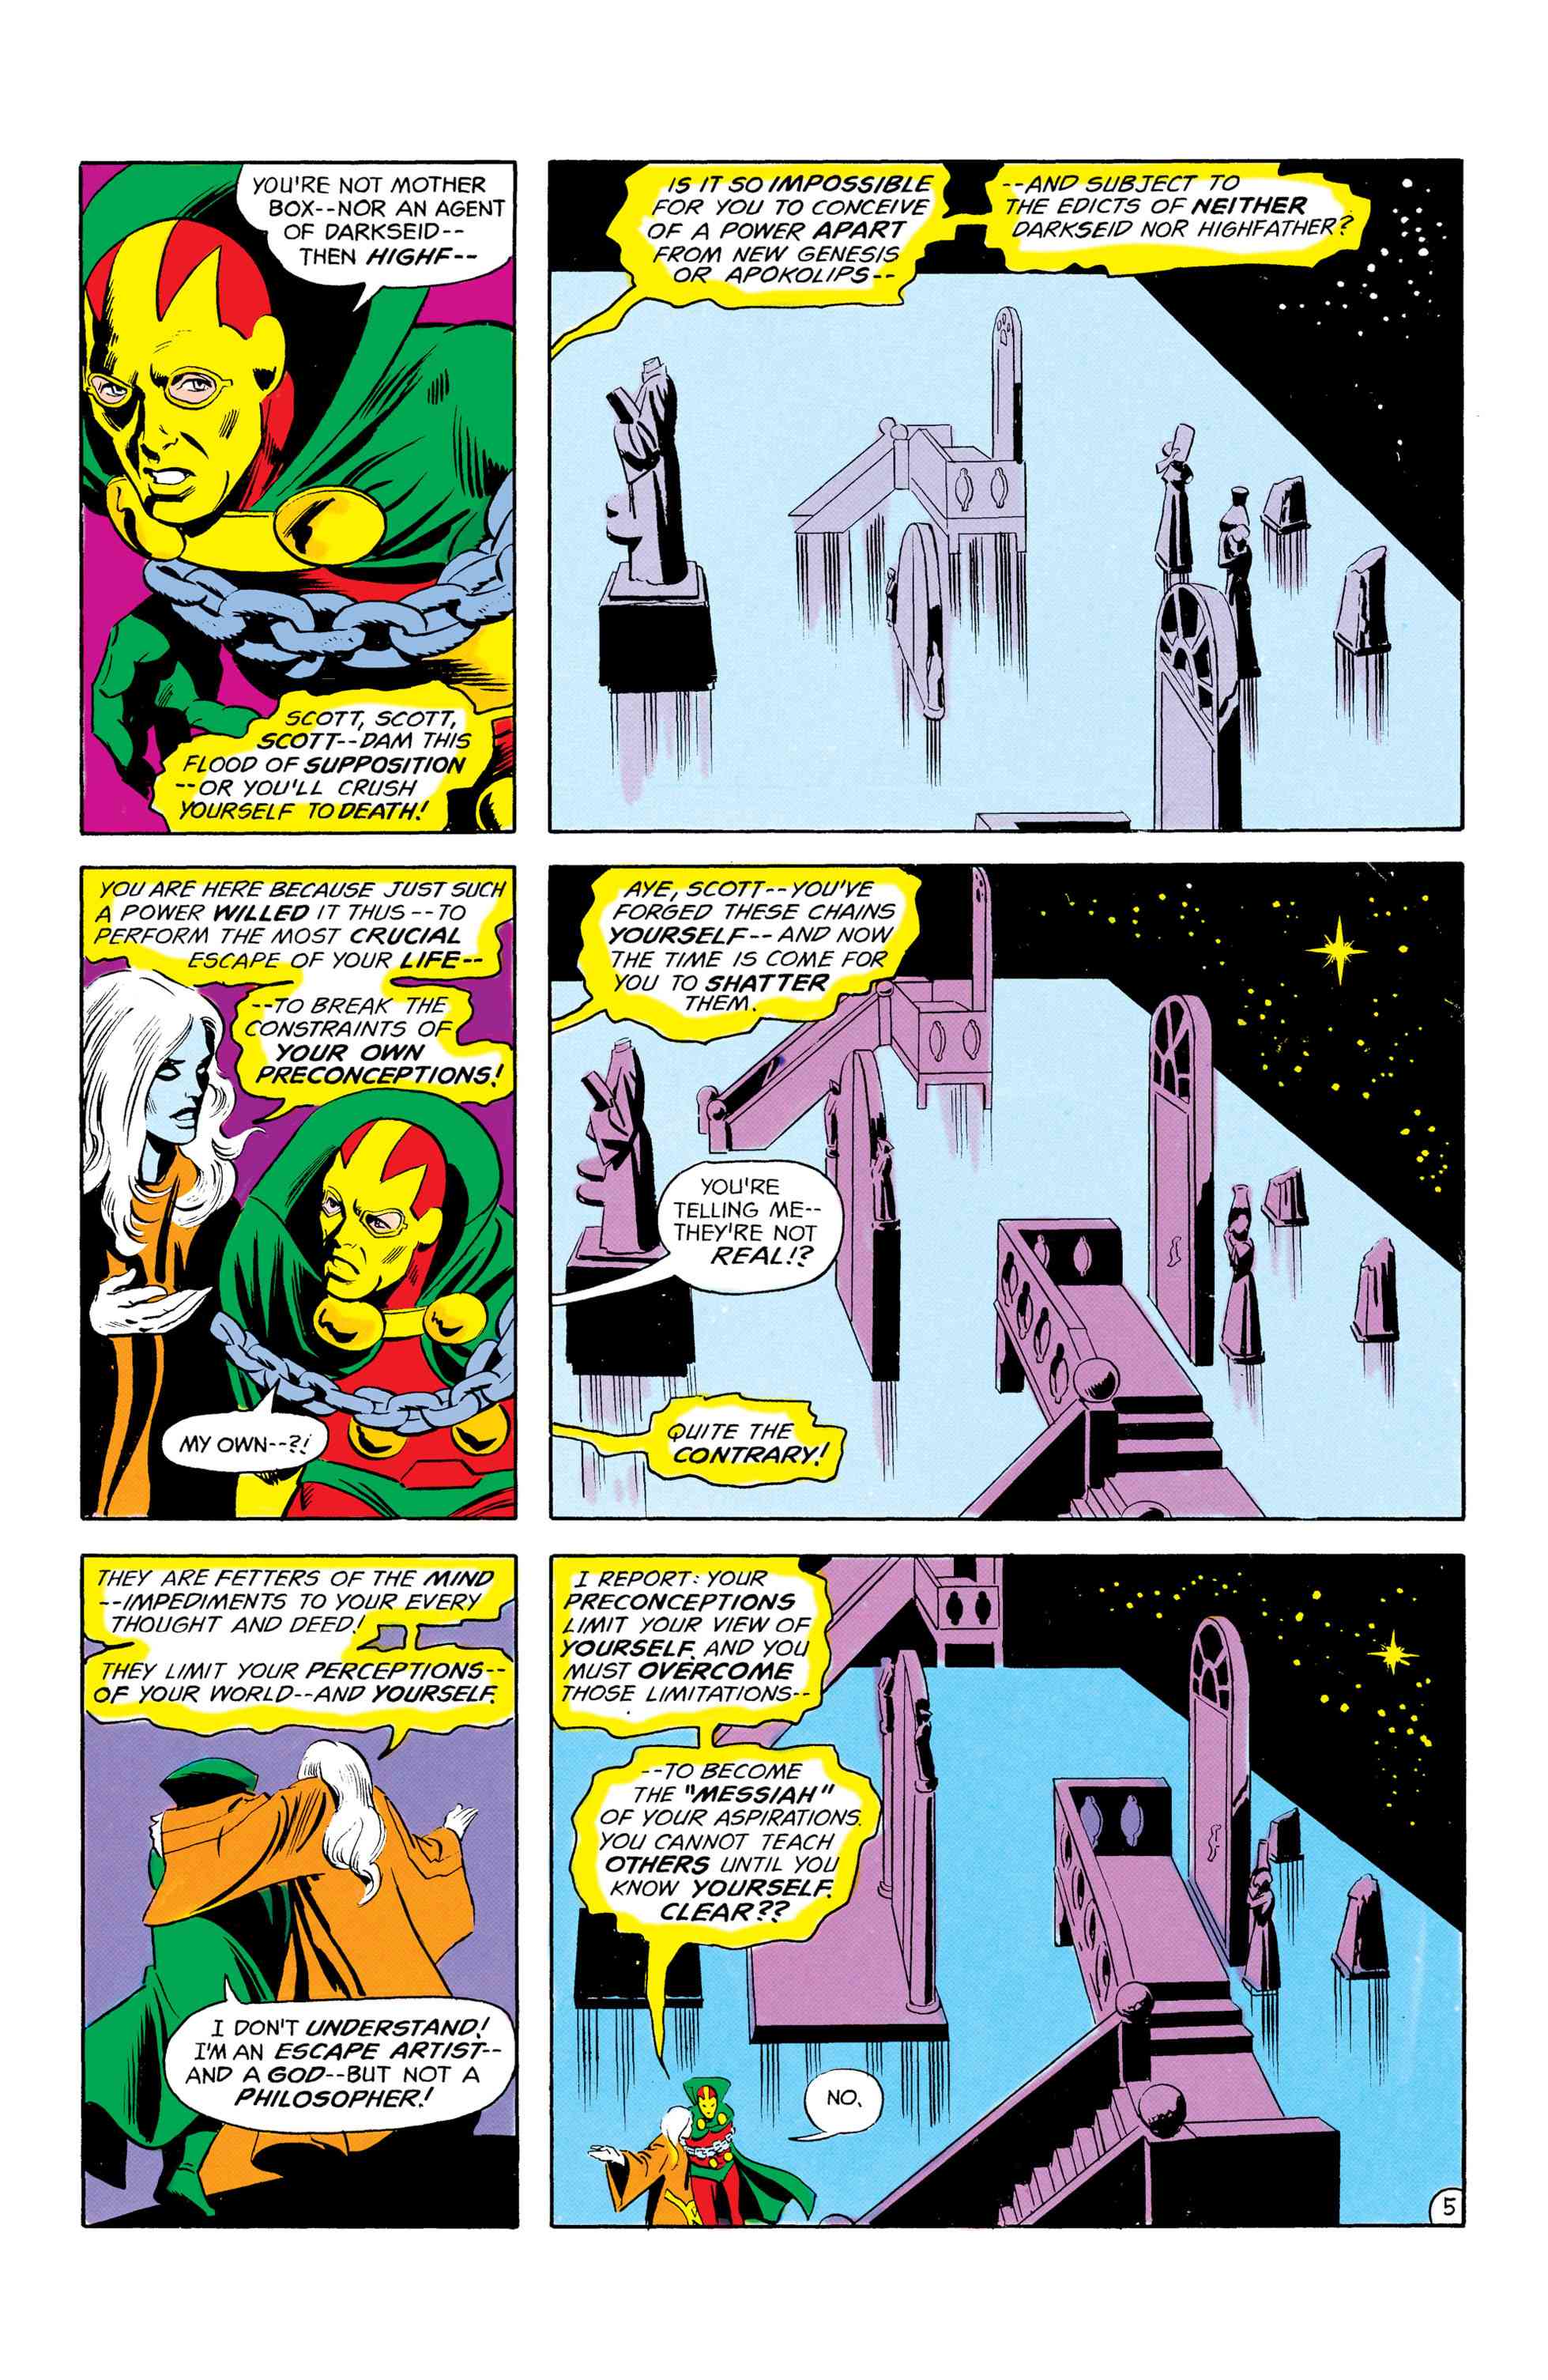 YOU'RE NOT MOTHER
BOX--NOR AN AGENT
OF DARKSEID--
THEN HIGHF--
SCOTT, SCOTT,
SCOTT--DAM THIS
FLOOD OF SUPPOSITION
--OR YOU'LL CRUSH
YOURSELF TO DEATH!
IS IT SO IMPOSSIBLE
FOR YOU TO CONCEIVE
OF A POWER APART
FROM NEW GENESIS
OR APOKOLIPS--
--AND SUBJECT TO
THE EDICTS OF NEITHER
DARKSEID NOR HIGHFATHER?
YOU ARE HERE BECAUSE JUST SUCH
A POWER WILLED IT THUS--TO
PERFORM THE MOST CRUCIAL
ESCAPE OF YOUR LIFE--
--TO BREAK THE
CONSTRAINTS OF
YOUR OWN
PRECONCEPTIONS!
MY OWN--?!
AYE, SCOTT--YOU'VE
FORGED THESE CHAINS
YOURSELF--AND NOW
THE TIME IS COME FOR
YOU TO SHATTER
THEM.
YOU'RE
TELLING ME--
THEY'RE NOT
REAL!?
QUITE THE
CONTRARY!
THEY ARE FETTERS OF THE MIND
--IMPEDIMENTS TO YOUR EVERY
THOUGHT AND DEED!
THEY LIMIT YOUR PERCEPTIONS--
OF YOUR WORLD--AND YOURSELF.
I DON'T UNDERSTAND!
I'M AN ESCAPE ARTIST--
AND A GOD--BUT NOT A
PHILOSOPHER!
I REPORT: YOUR
PRECONCEPTIONS
LIMIT YOUR VIEW OF
YOURSELF. AND YOU
MUST OVERCOME
THOSE LIMITATIONS--
--TO BECOME
THE "MESSIAH"
OF YOUR ASPIRATIONS.
YOU CANNOT TEACH
OTHERS UNTIL YOU
KNOW YOURSELF.
CLEAR??
NO.
5